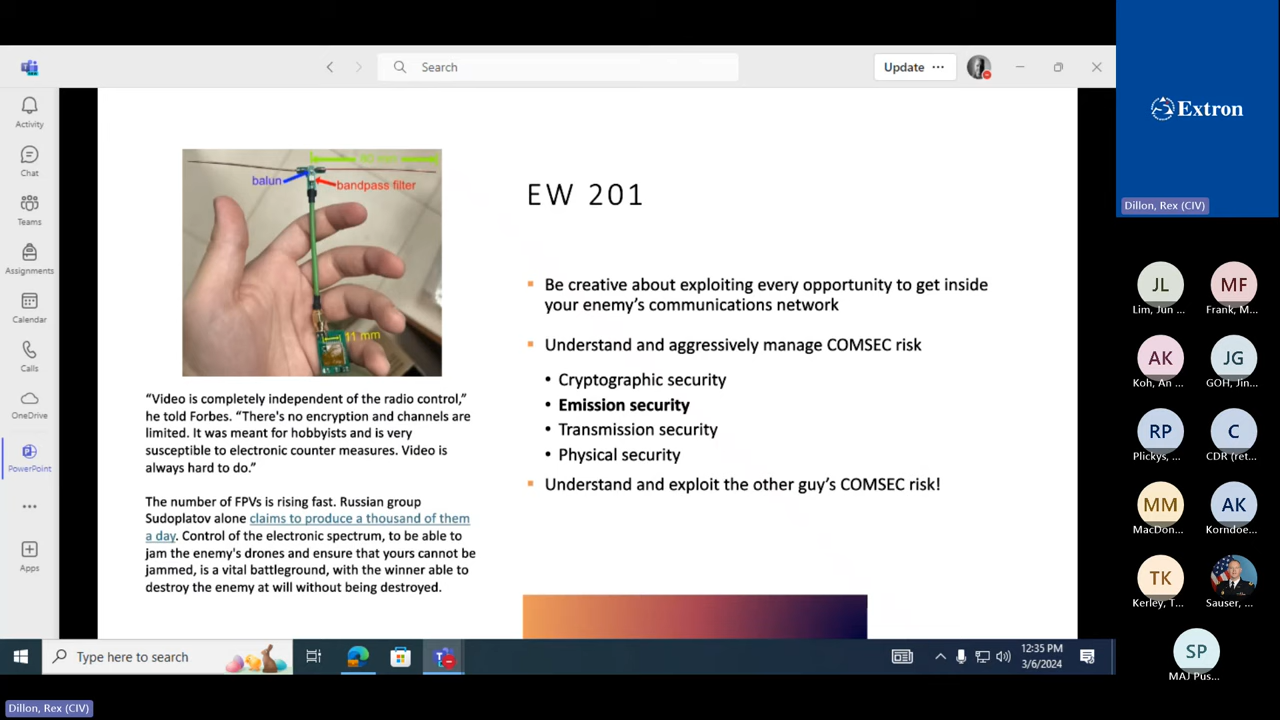 Search
Update
Activity
Chat
Teams
Assignments
Calendar
Calls
OneDrive
PowerPoint
Apps
balun
bandpass filter
11 mm
"Video is completely independent of the radio control,"
he told Forbes. "There's no encryption and channels are
limited. It was meant for hobbyists and is very
susceptible to electronic counter measures. Video is
always hard to do."
The number of FPVs is rising fast. Russian group
Sudoplatov alone claims to produce a thousand of them
a day. Control of the electronic spectrum, to be able to
jam the enemy's drones and ensure that yours cannot be
jammed, is a vital battleground, with the winner able to
destroy the enemy at will without being destroyed.
EW 201
Be creative about exploiting every opportunity to get inside
your enemy's communications network
Understand and aggressively manage COMSEC risk
• Cryptographic security
• Emission security
• Transmission security
• Physical security
Understand and exploit the other guy's COMSEC risk!
Extron
Dillon, Rex (CIV)
JL
MF
Lim, Jun ...
Frank, M...
AK
JG
Koh, An ...
GOH, Jin...
RP
C
Plickys, ...
CDR (ret...
MM
AK
MacDon...
Korndoe...
TK
Kerley, T...
Sauser, ...
SP
MAJ Pus...
Type here to search
12:35 PM
3/6/2024
Dillon, Rex (CIV)